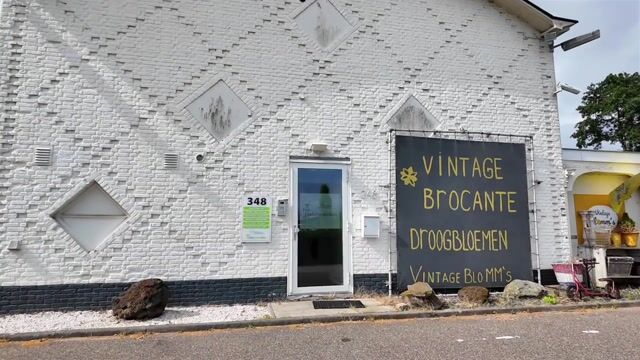 348
VINTAGE
BROCANTE
DROOGBLOEMEN
VINTAGE BLOMM'S